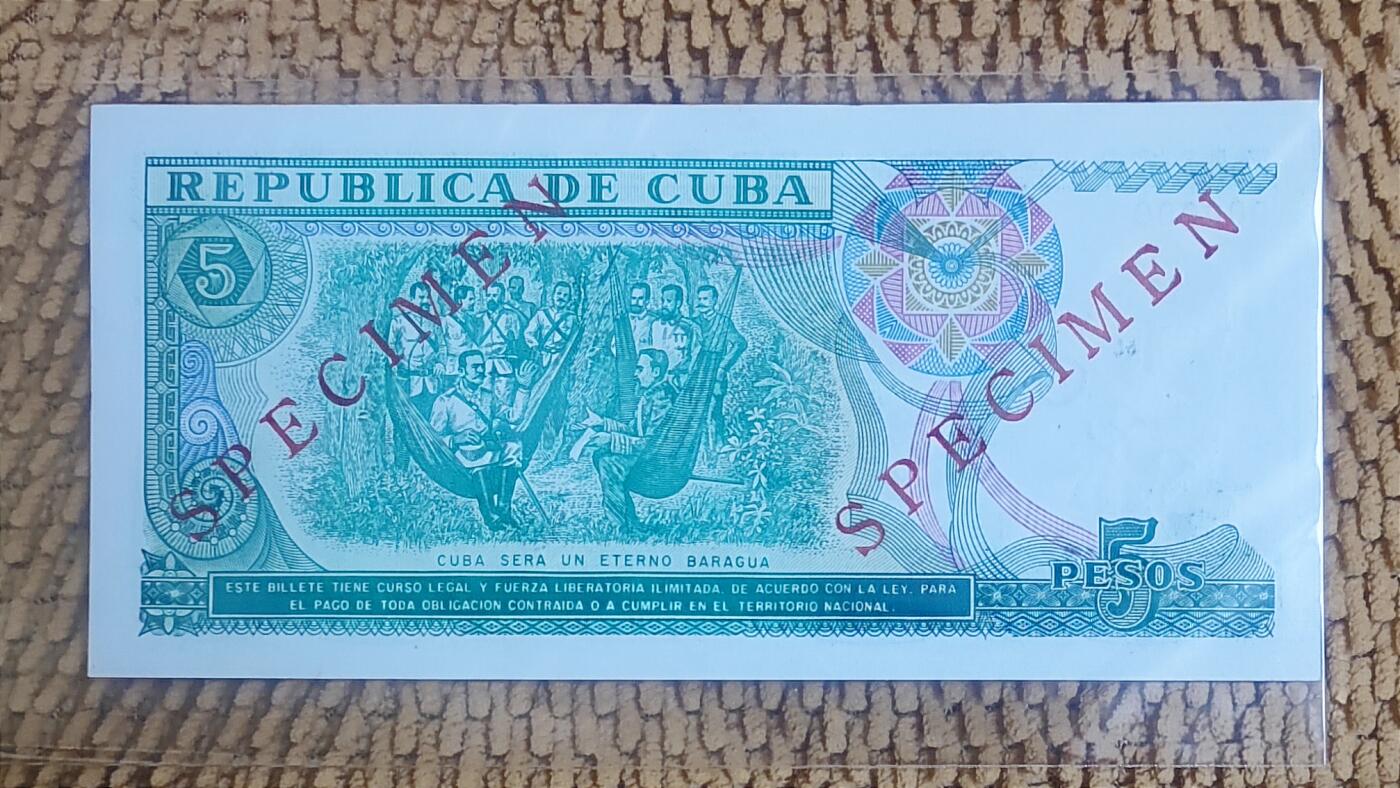 REPUBLICA DE CUBA
5
SPECIMEN
SPECIMEN
CUBA SERA UN ETERNO BARAGUA
5
PESOS
ESTE BILLETE TIENE CURSO LEGAL Y FUERZA LIBERATORIA ILIMITADA, DE ACUERDO CON LA LEY, PARA
EL PAGO DE TODA OBLIGACION CONTRAIDA O A CUMPLIR EN EL TERRITORIO NACIONAL.